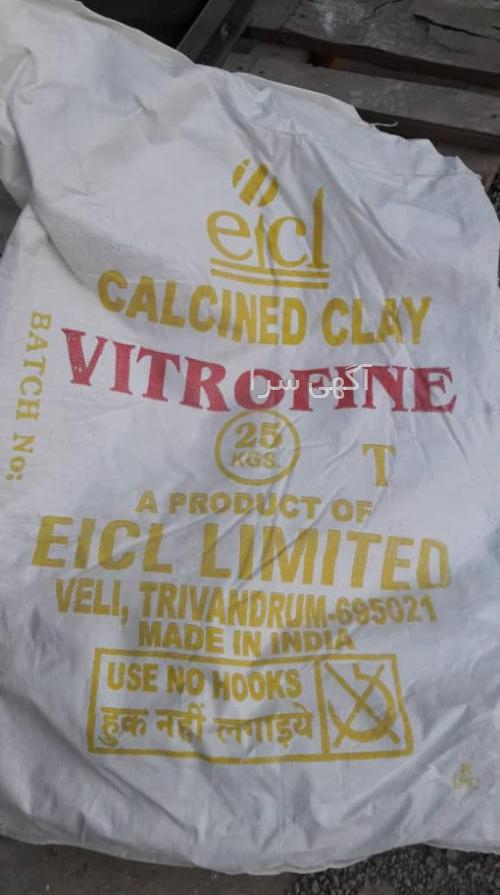 eicl
CALCINED CLAY
VITROFINE
آگهی سرا
25
KGS.
T
BATCH No:
A PRODUCT OF
EICL LIMITED
VELI, TRIVANDRUM-695021
MADE IN INDIA
USE NO HOOKS
हुक नहीं लगाइये